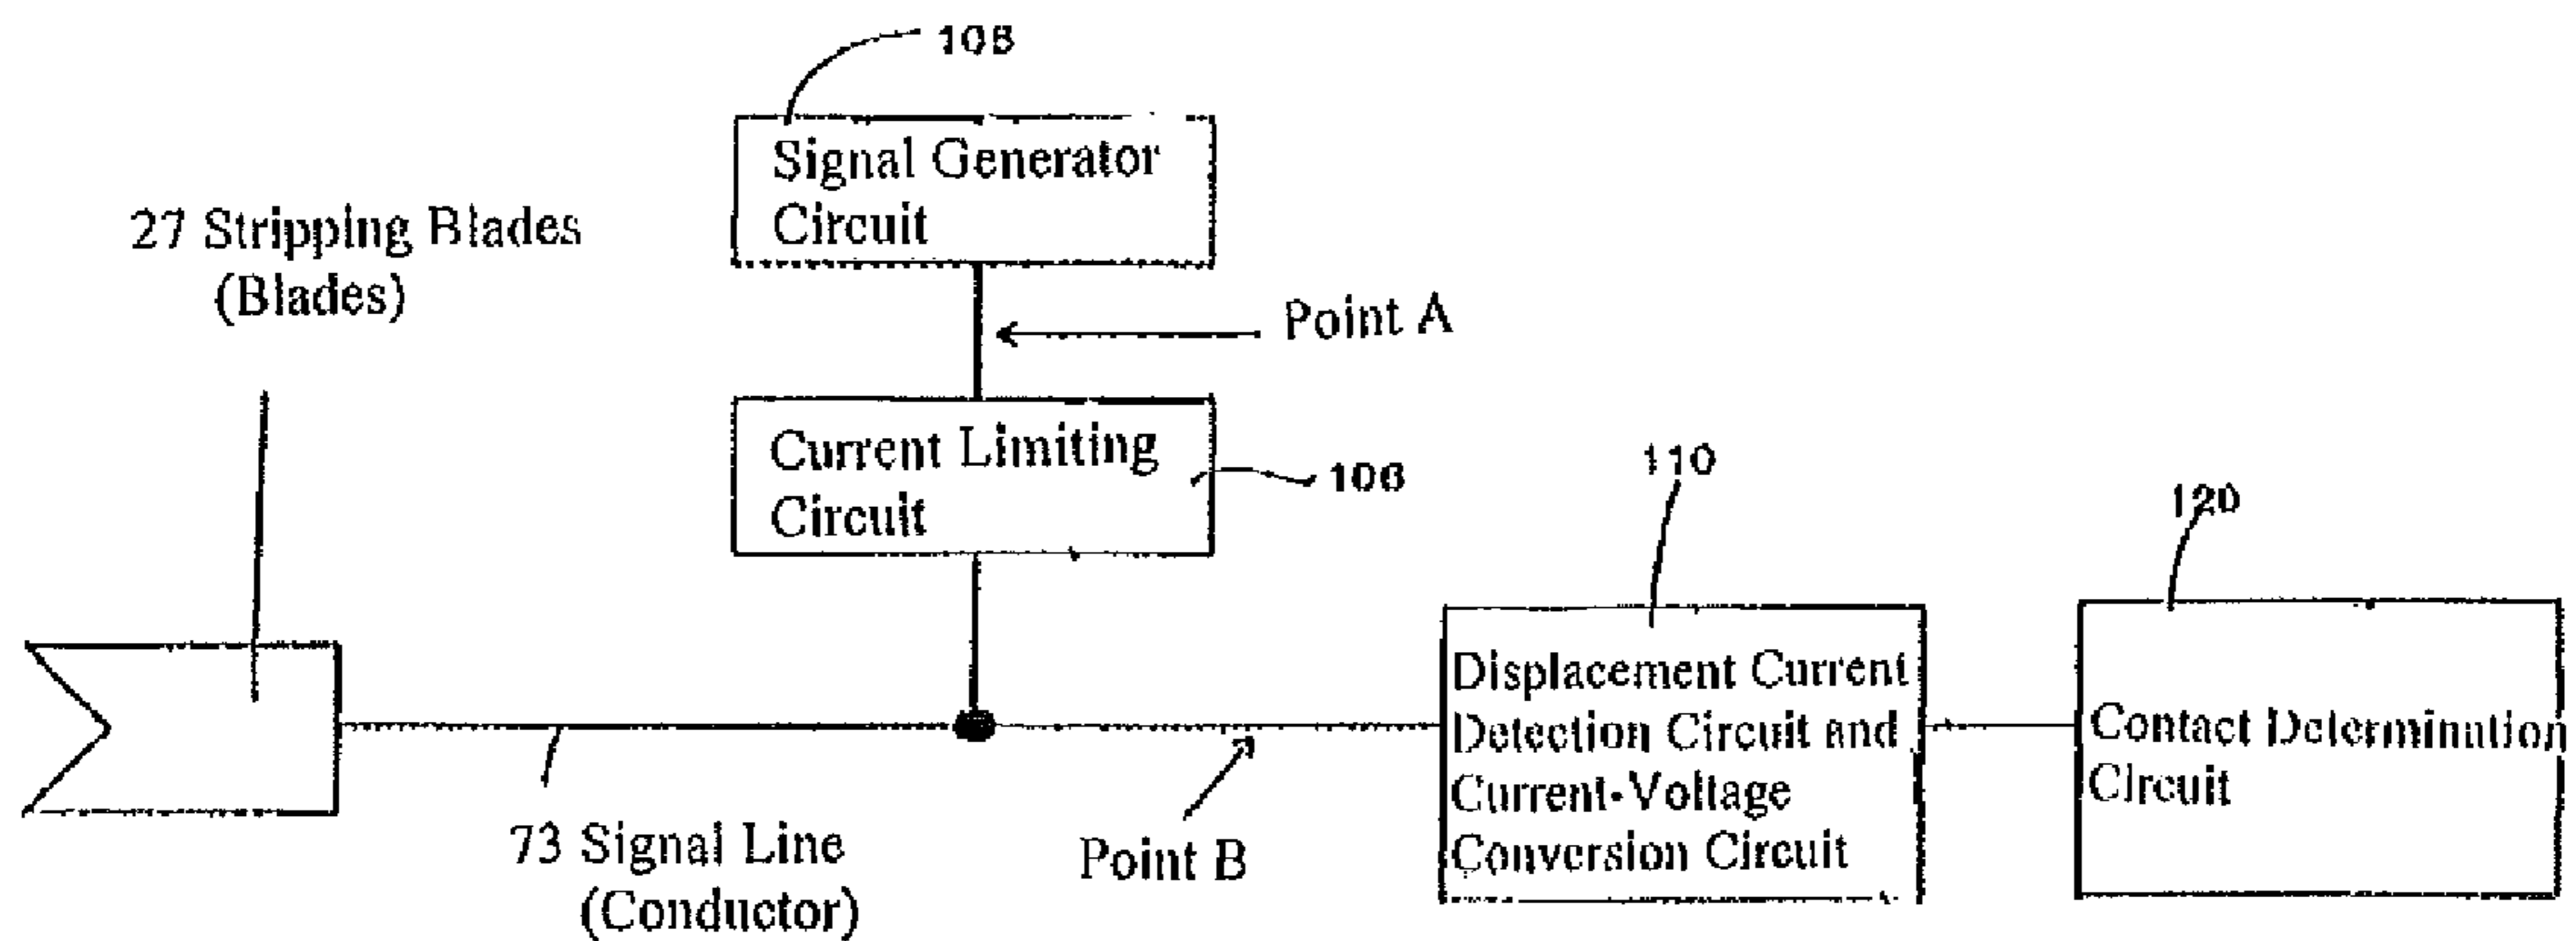 108
Signal Generator
Circuit
27 Stripping Blades
(Blades)
Point A
Current Limiting
Circuit
106
110
120
Displacement Current
Detection Circuit and
Current-Voltage
Conversion Circuit
Contact Determination
Circuit
73 Signal Line
(Conductor)
Point B